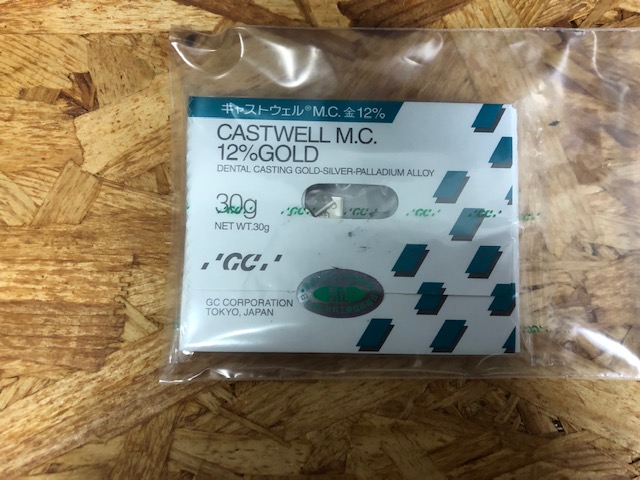 キャストウェル®M.C. 金12%
CASTWELL M.C.
12%GOLD
DENTAL CASTING GOLD-SILVER-PALLADIUM ALLOY
30g
NET WT.30g
GC
GC CORPORATION
TOKYO, JAPAN